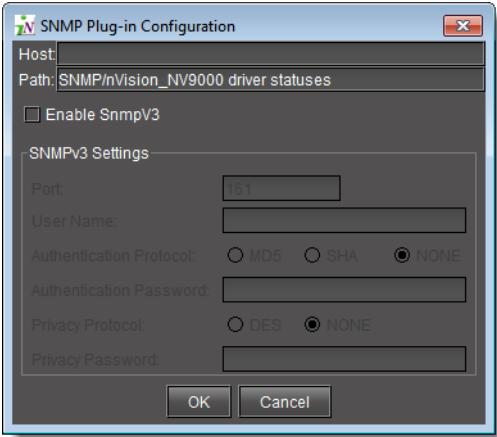 SNMP Plug-in Configuration
Host:
Path: SNMP/nVision_NV9000 driver statuses
Enable SnmpV3
SNMPv3 Settings
Port: 161
User Name:
Authentication Protocol: MD5 SHA NONE
Authentication Password:
Privacy Protocol: DES NONE
Privacy Password:
OK Cancel